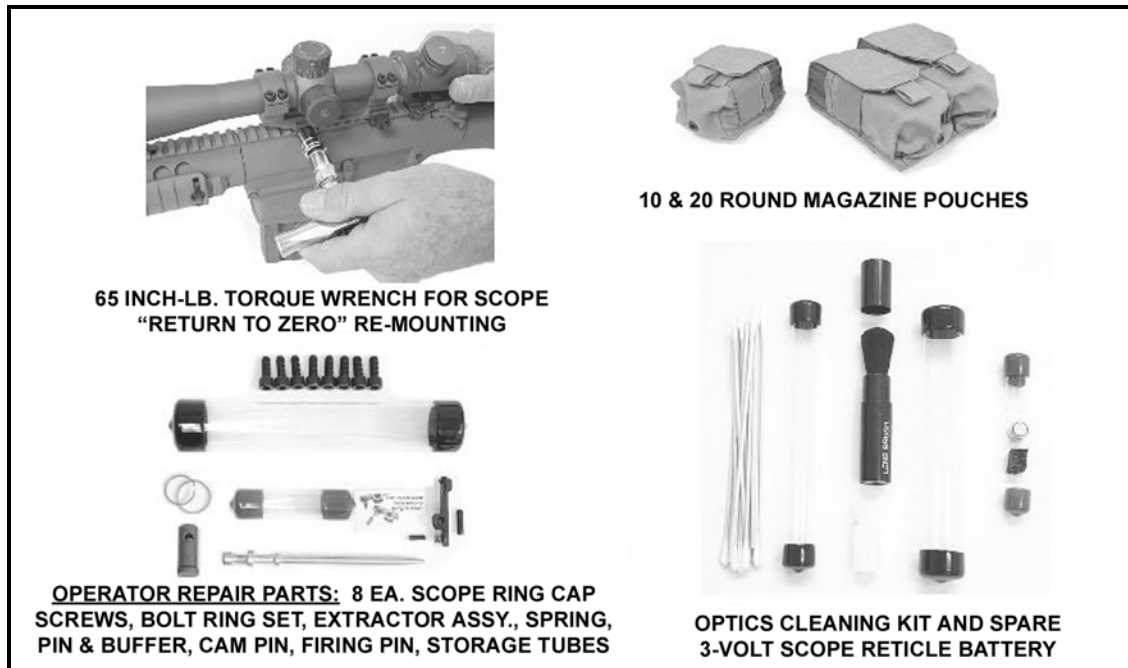 65 INCH-LB. TORQUE WRENCH FOR SCOPE
“RETURN TO ZERO” RE-MOUNTING
10 & 20 ROUND MAGAZINE POUCHES
OPERATOR REPAIR PARTS: 8 EA. SCOPE RING CAP
SCREWS, BOLT RING SET, EXTRACTOR ASSY., SPRING,
PIN & BUFFER, CAM PIN, FIRING PIN, STORAGE TUBES
LENS BRUSH
OPTICS CLEANING KIT AND SPARE
3-VOLT SCOPE RETICLE BATTERY